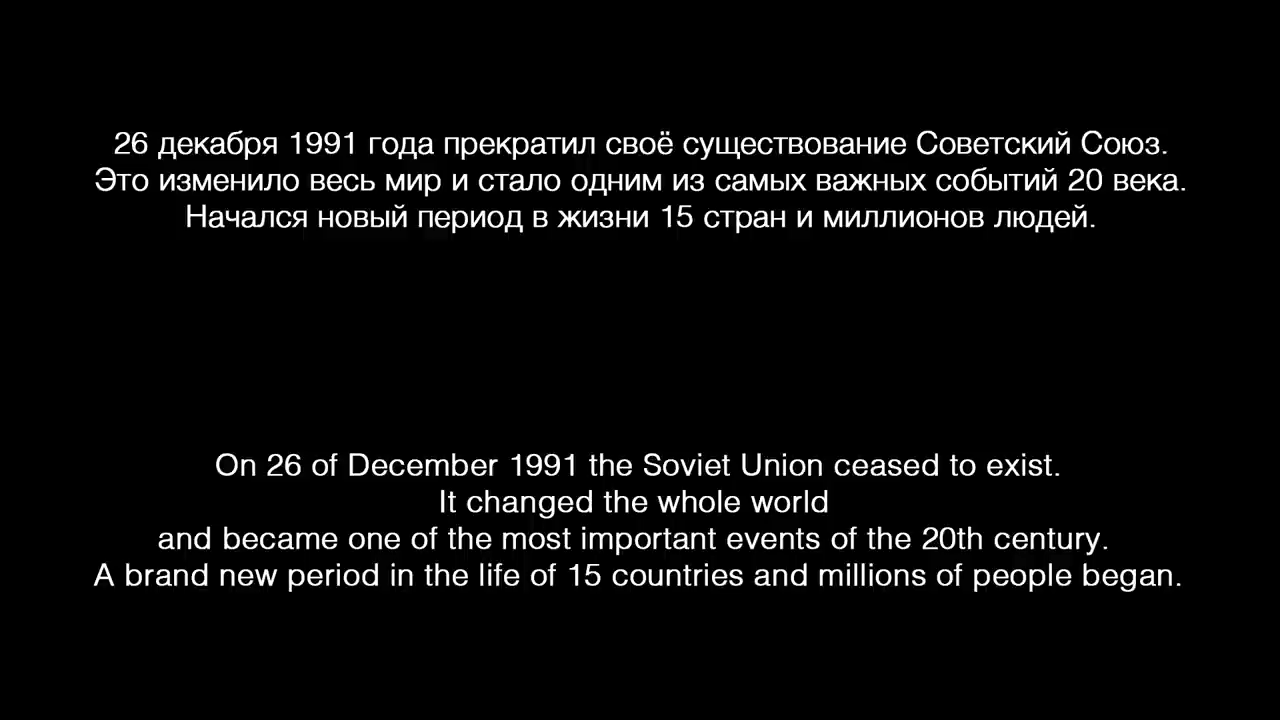 26 декабря 1991 года прекратил своё существование Советский Союз.
Это изменило весь мир и стало одним из самых важных событий 20 века.
Начался новый период в жизни 15 стран и миллионов людей.
On 26 of December 1991 the Soviet Union ceased to exist.
It changed the whole world
and became one of the most important events of the 20th century.
A brand new period in the life of 15 countries and millions of people began.